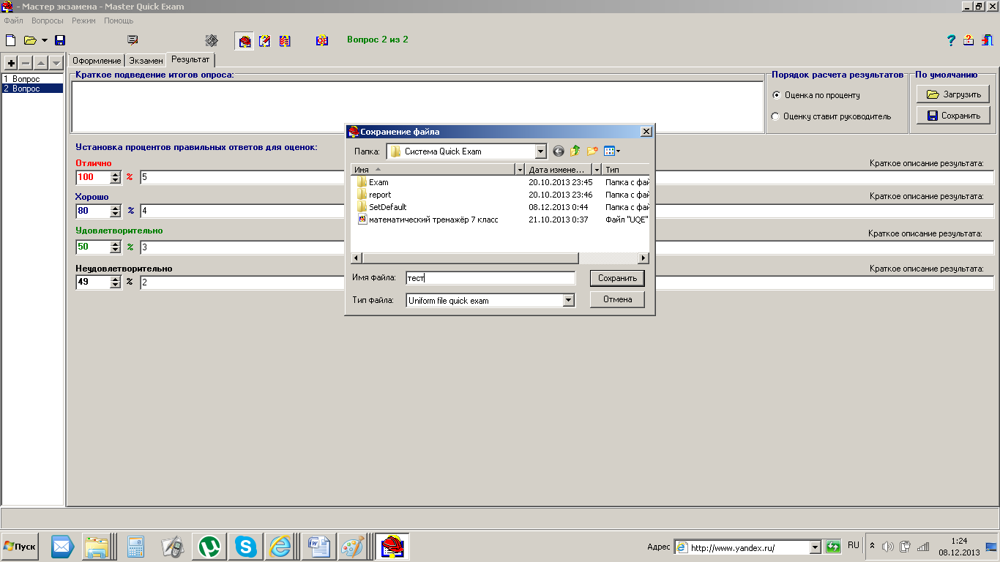 - Мастер экзамена - Master Quick Exam
Файл Вопросы Режим Помощь
Вопрос 2 из 2
Оформление Экзамен Результат
1 Вопрос
2 Вопрос
Краткое подведение итогов опроса:
Порядок расчета результатов
Оценка по проценту
Оценку ставит руководитель
По умолчанию
Загрузить
Сохранить
Установка процентов правильных ответов для оценок:
Отлично
Краткое описание результата:
100 % 5
Хорошо
Краткое описание результата:
80 % 4
Удовлетворительно
Краткое описание результата:
50 % 3
Неудовлетворительно
Краткое описание результата:
49 % 2
Сохранение файла
Папка: Система Quick Exam
Имя Дата измене... Тип
Exam 20.10.2013 23:45 Папка с фай
report 20.10.2013 23:46 Папка с фай
SetDefault 08.12.2013 0:44 Папка с фай
математический тренажёр 7 класс 21.10.2013 0:37 Файл "UQE"
Имя файла: тест Сохранить
Тип файла: Uniform file quick exam Отмена
Пуск
Адрес http://www.yandex.ru/
RU
1:24
08.12.2013